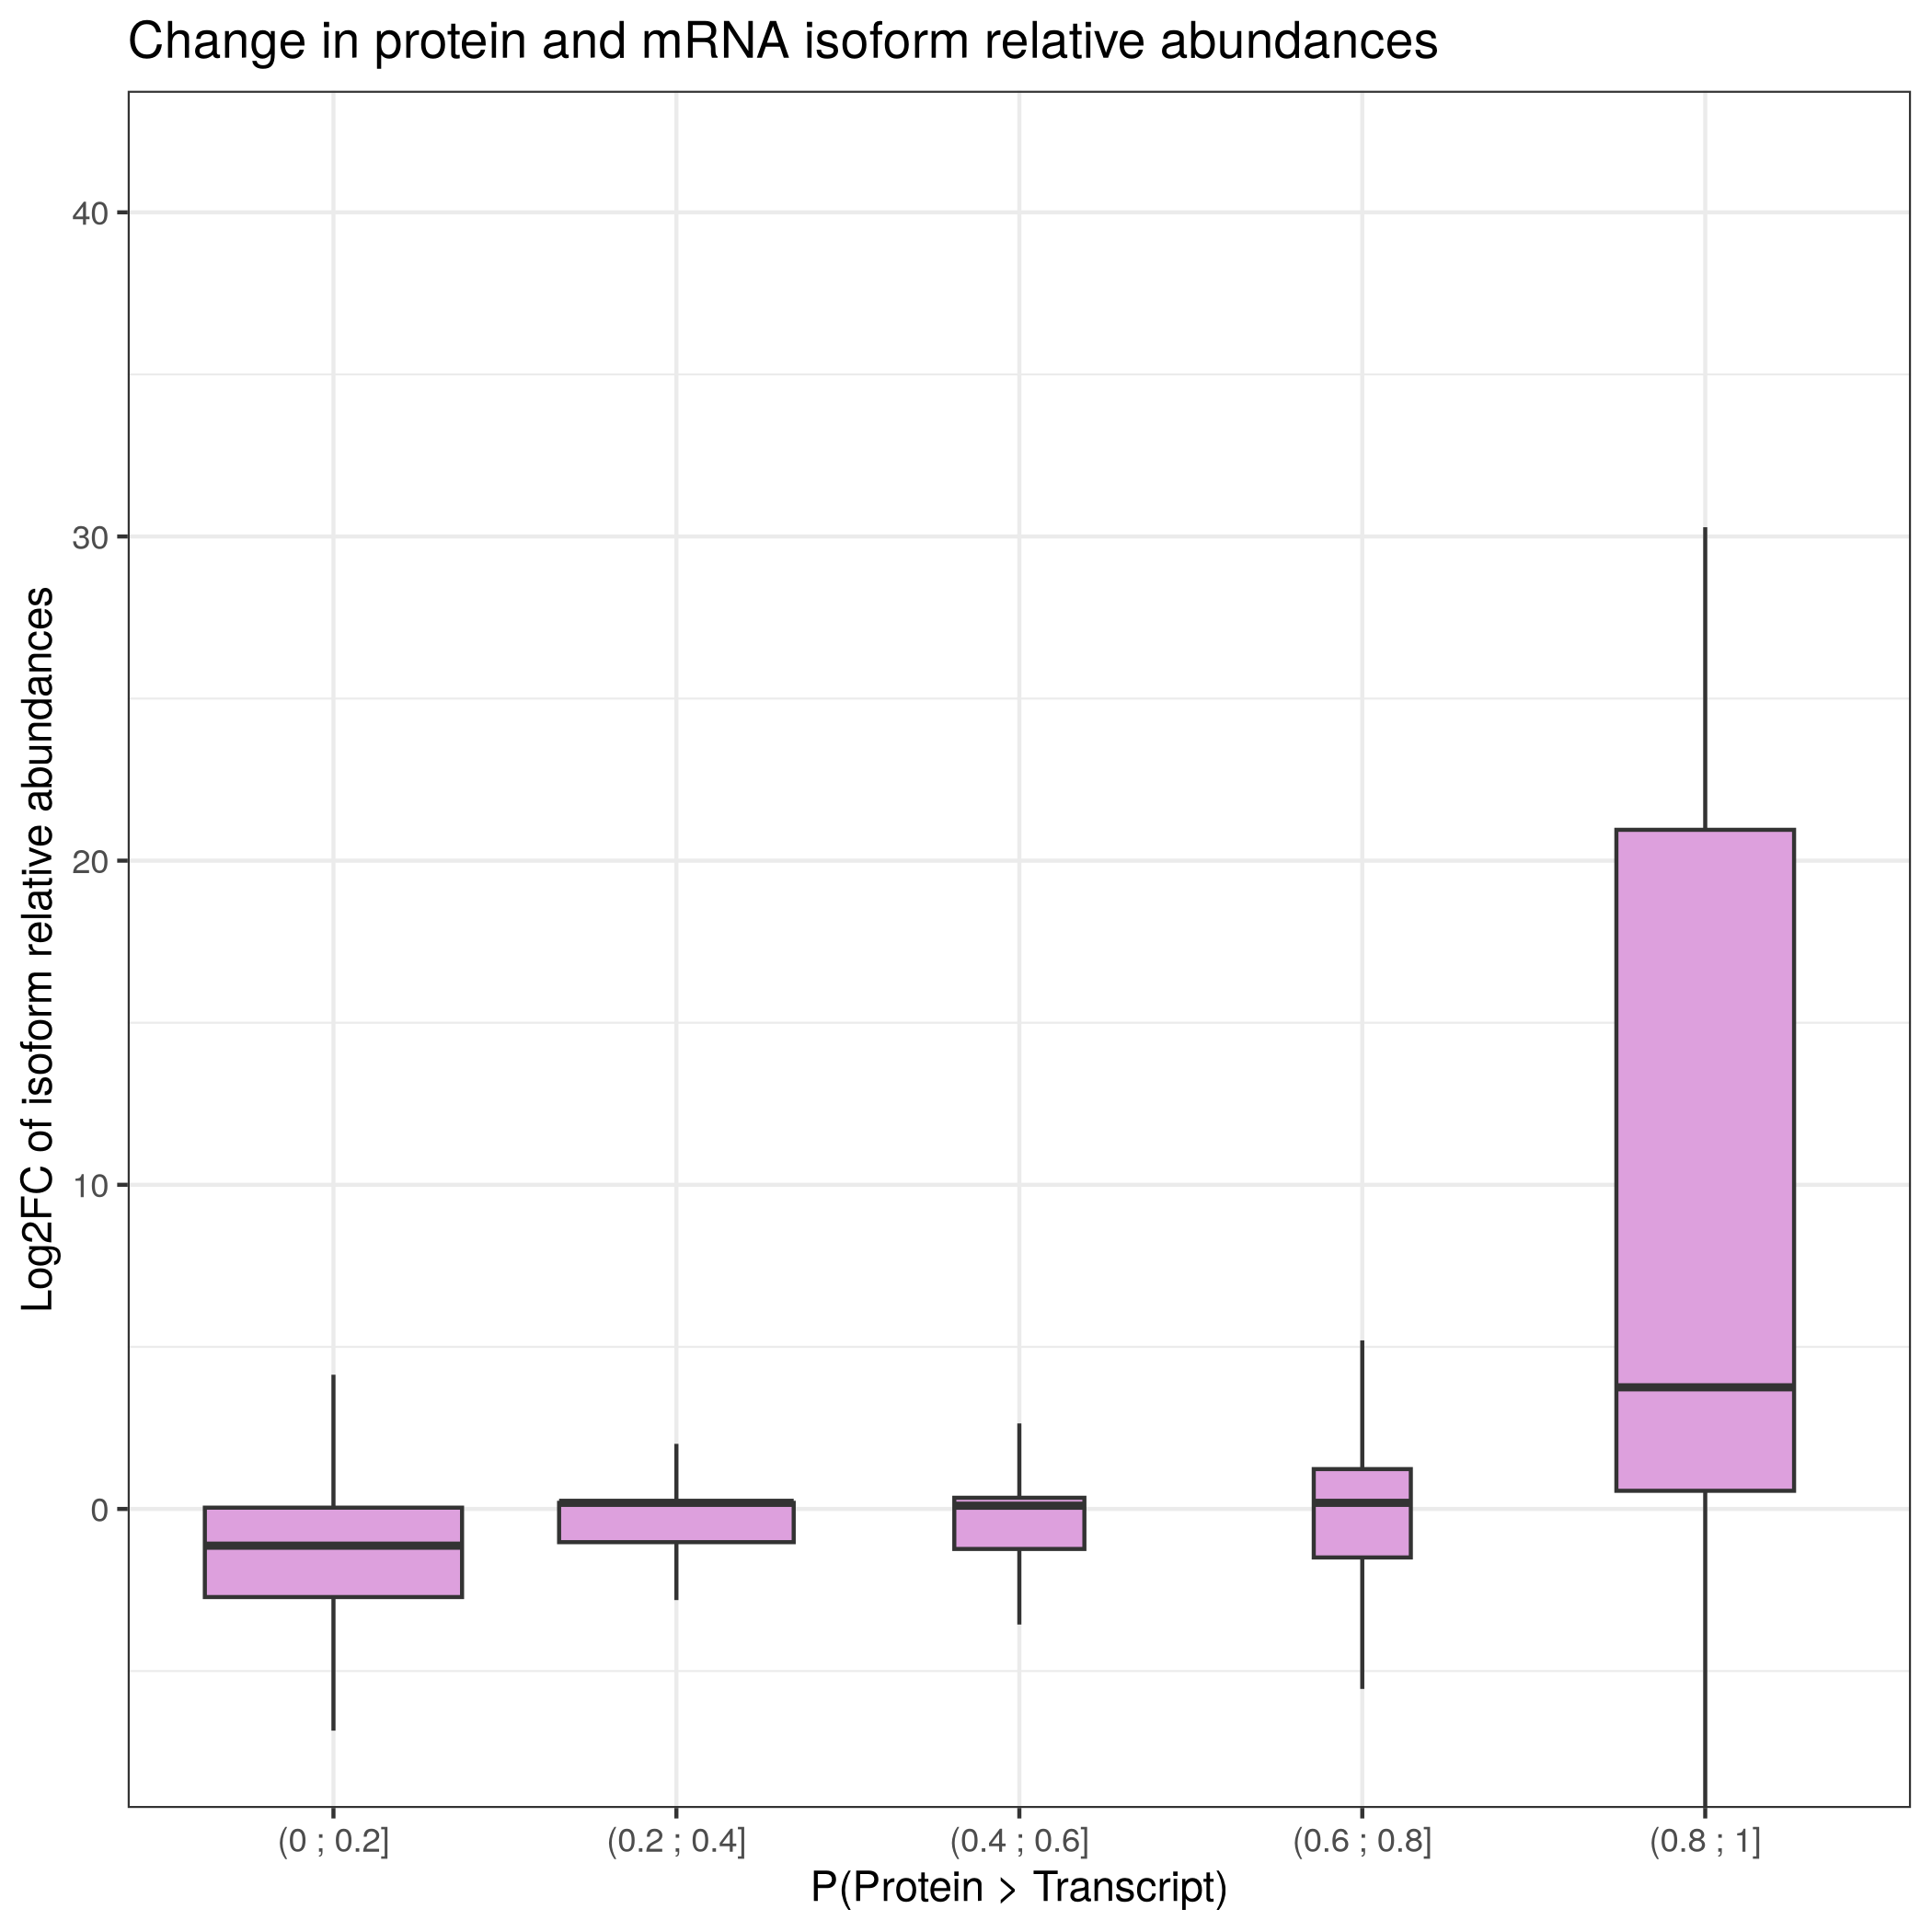 Change in protein and mRNA isoform relative abundances
Log2FC of isoform relative abundances
40
30
20
10
0
(0 ; 0.2]
(0.2 ; 0.4]
(0.4 ; 0.6]
(0.6 ; 0.8]
(0.8 ; 1]
P(Protein > Transcript)